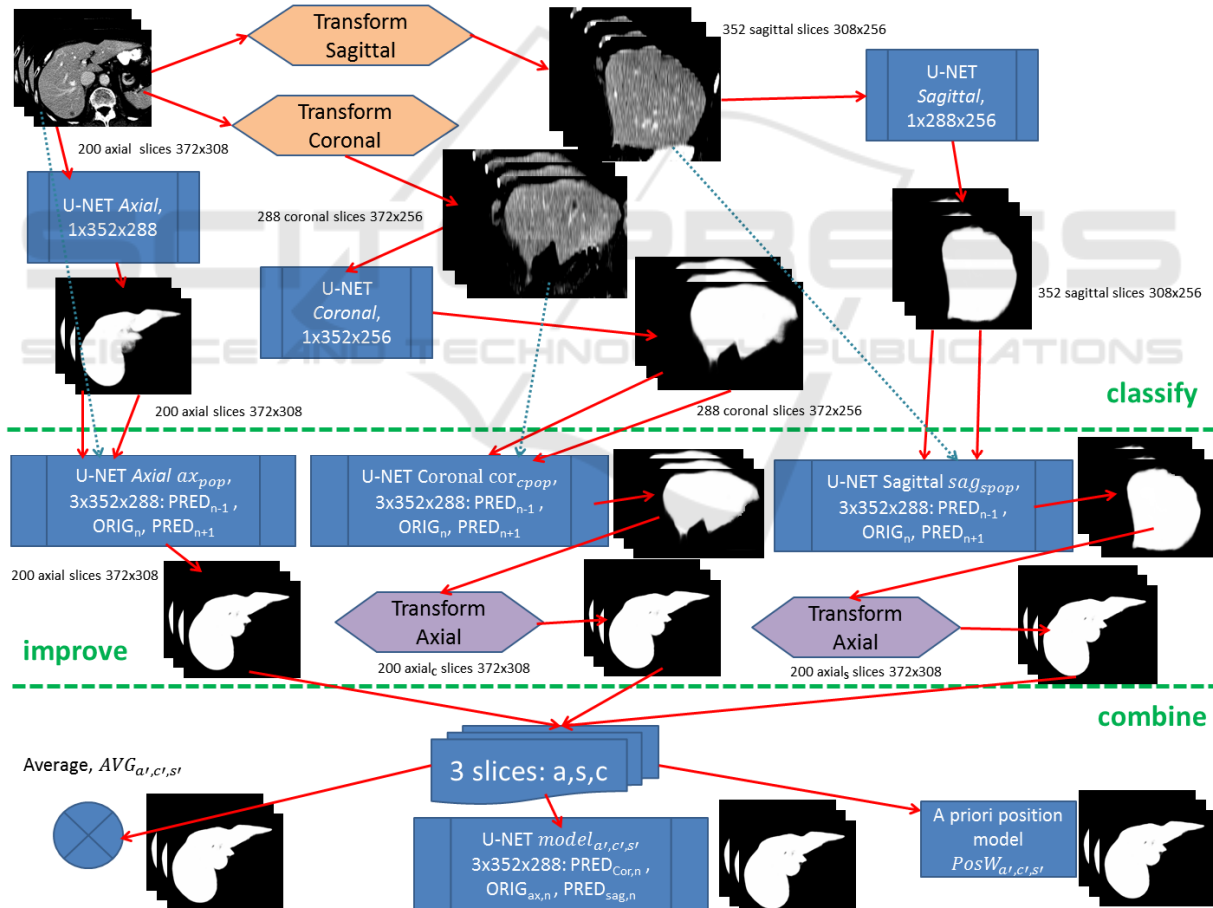 Transform
Sagittal
352 sagittal slices 308x256
U-NET
Sagittal,
1x288x256
Transform
Coronal
200 axial slices 372x308
U-NET Axial,
1x352x288
288 coronal slices 372x256
U-NET
Coronal,
1x352x256
352 sagittal slices 308x256
SCITEPRESS
SCIENCE AND TECHNOLOGY PUBLICATIONS
200 axial slices 372x308
288 coronal slices 372x256
classify
U-NET Axial ax_pop,
3x352x288: PRED_n-1 ,
ORIG_n, PRED_n+1
U-NET Coronal cor_cpop,
3x352x288: PRED_n-1 ,
ORIG_n, PRED_n+1
U-NET Sagittal sag_spop,
3x352x288: PRED_n-1 ,
ORIG_n, PRED_n+1
200 axial slices 372x308
Transform
Axial
Transform
Axial
improve
200 axial_c slices 372x308
200 axial_s slices 372x308
combine
Average, AVG_a',c',s'
3 slices: a,s,c
U-NET model_a',c',s'
3x352x288: PRED_Cor,n ,
ORIG_ax,n, PRED_sag,n
A priori position
model
PosW_a',c',s'